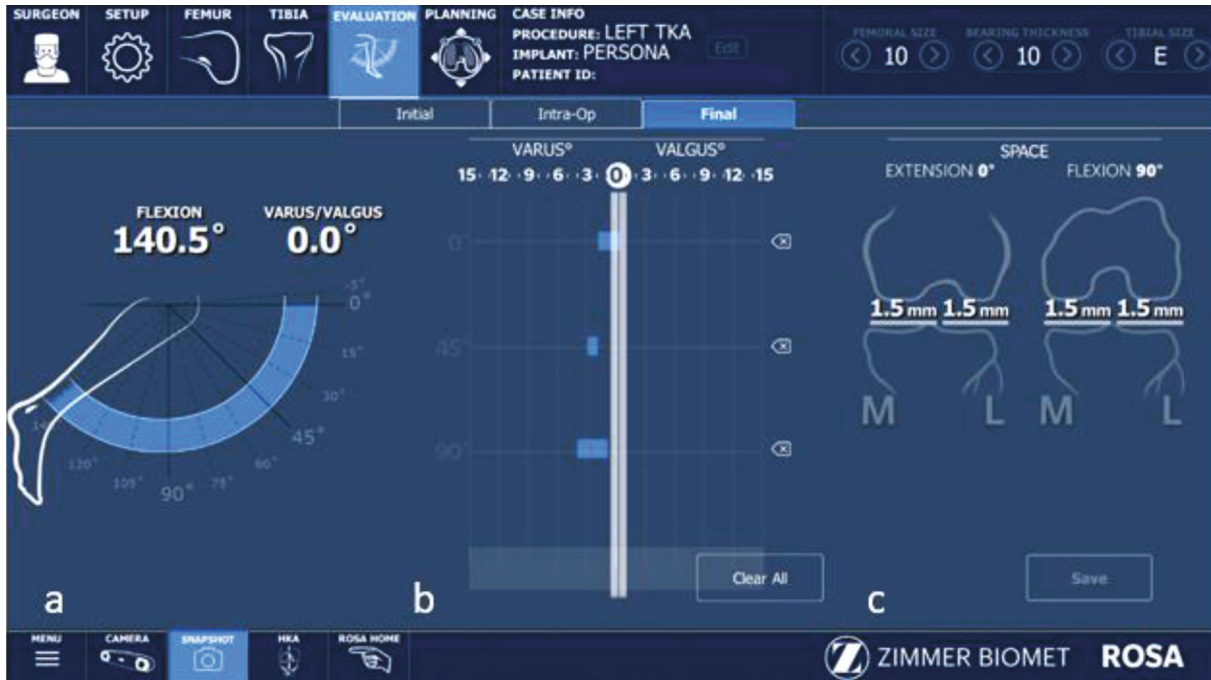 SURGEON SETUP FEMUR TIBIA EVALUATION PLANNING CASE INFO
PROCEDURE: LEFT TKA
IMPLANT: PERSONA
PATIENT ID:
Edit
FEMORAL SIZE BEARING THICKNESS TIBIAL SIZE
10 10 E
Initial Intra-Op Final
VARUS° VALGUS°
15 12 9 6 3 0 3 6 9 12 15
SPACE
EXTENSION 0° FLEXION 90°
FLEXION VARUS/VALGUS
140.5° 0.0°
-5°
0°
15°
30°
45°
60°
75°
90°
105°
120°
0°
45°
90°
1.5 mm 1.5 mm 1.5 mm 1.5 mm
M L M L
Clear All
Save
a b c
MENU CAMERA SNAPSHOT HKA ROSA HOME
ZIMMER BIOMET ROSA